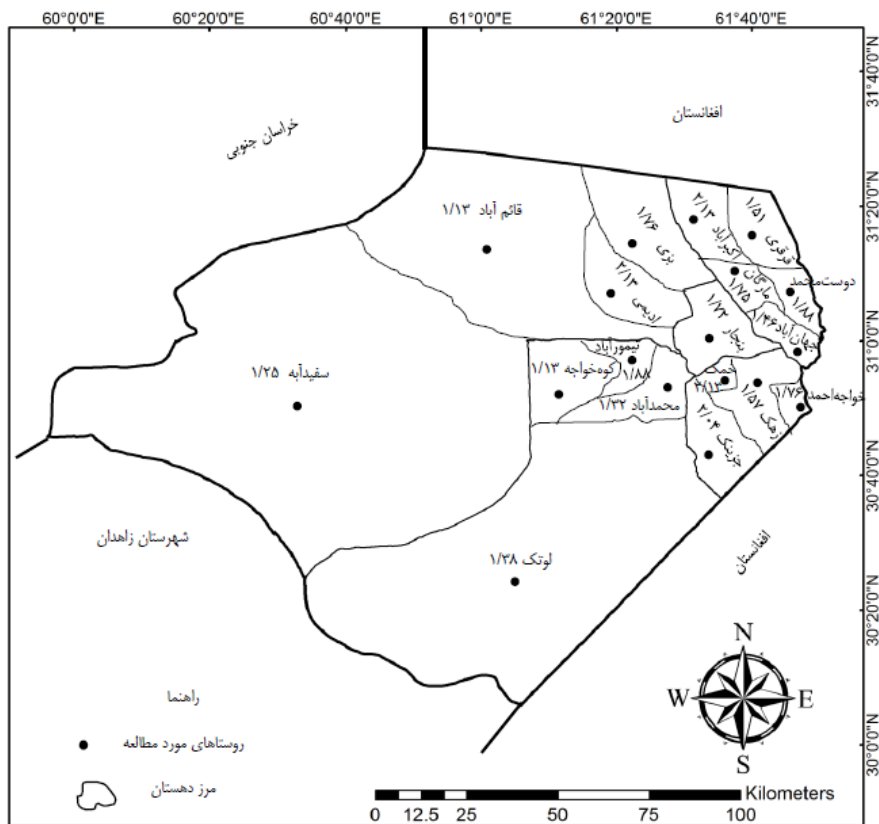 60°0'0"E 60°20'0"E 60°40'0"E 61°0'0"E 61°20'0"E 61°40'0"E
31°40'0"N
31°20'0"N
31°0'0"N
30°40'0"N
30°20'0"N
30°0'0"N
خراسان جنوبی
افغانستان
قائم آباد ۱/۱۳
بزی ۱/۷۶
ادیمی ۲/۱۳
اکبرآباد ۲/۱۳
قرقری ۱/۵۱
مارگان ۱/۷۵
دوست‌محمد ۱/۸۸
جهان‌آباد ۱/۴۶
بنجار ۱/۷۲
تیمورآباد ۱/۸۸
کوه‌خواجه ۱/۱۳
محمدآباد ۱/۳۲
خمک ۲/۱۳
زهک ۱/۵۷
خواجه‌احمد ۱/۷۶
جزینک ۲/۰۴
سفیدآبه ۱/۲۵
لوتک ۱/۳۸
شهرستان زاهدان
افغانستان
راهنما
روستاهای مورد مطالعه
مرز دهستان
N
W E
S
Kilometers
0 12.5 25 50 75 100